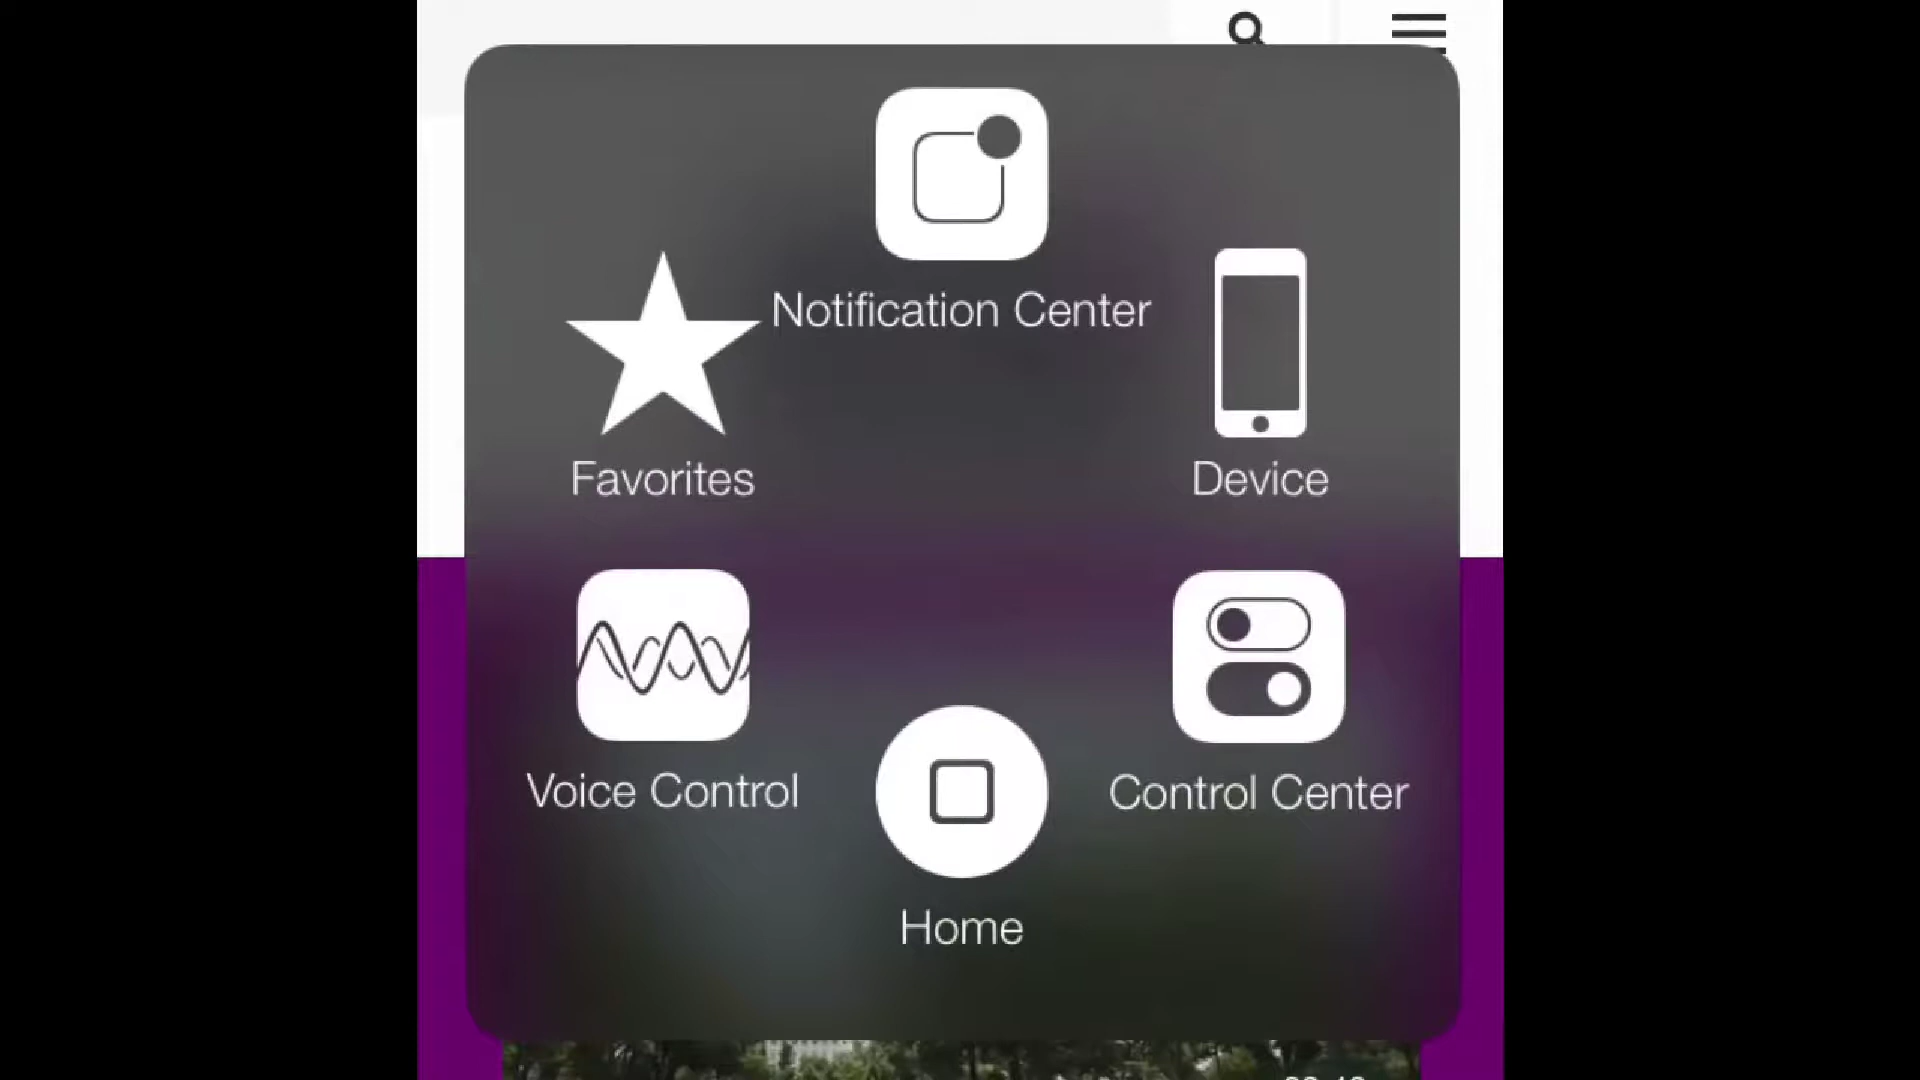 Notification Center
Favorites
Device
Voice Control
Control Center
Home